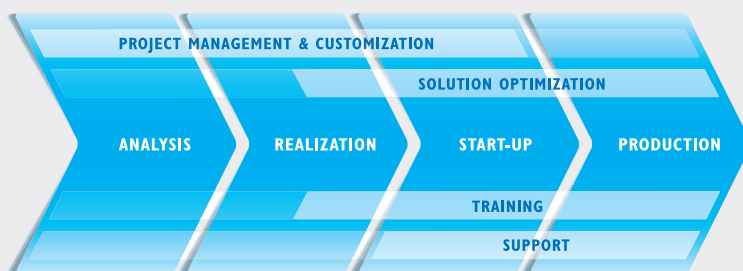 PROJECT MANAGEMENT & CUSTOMIZATION
SOLUTION OPTIMIZATION
ANALYSIS
REALIZATION
START-UP
PRODUCTION
TRAINING
SUPPORT